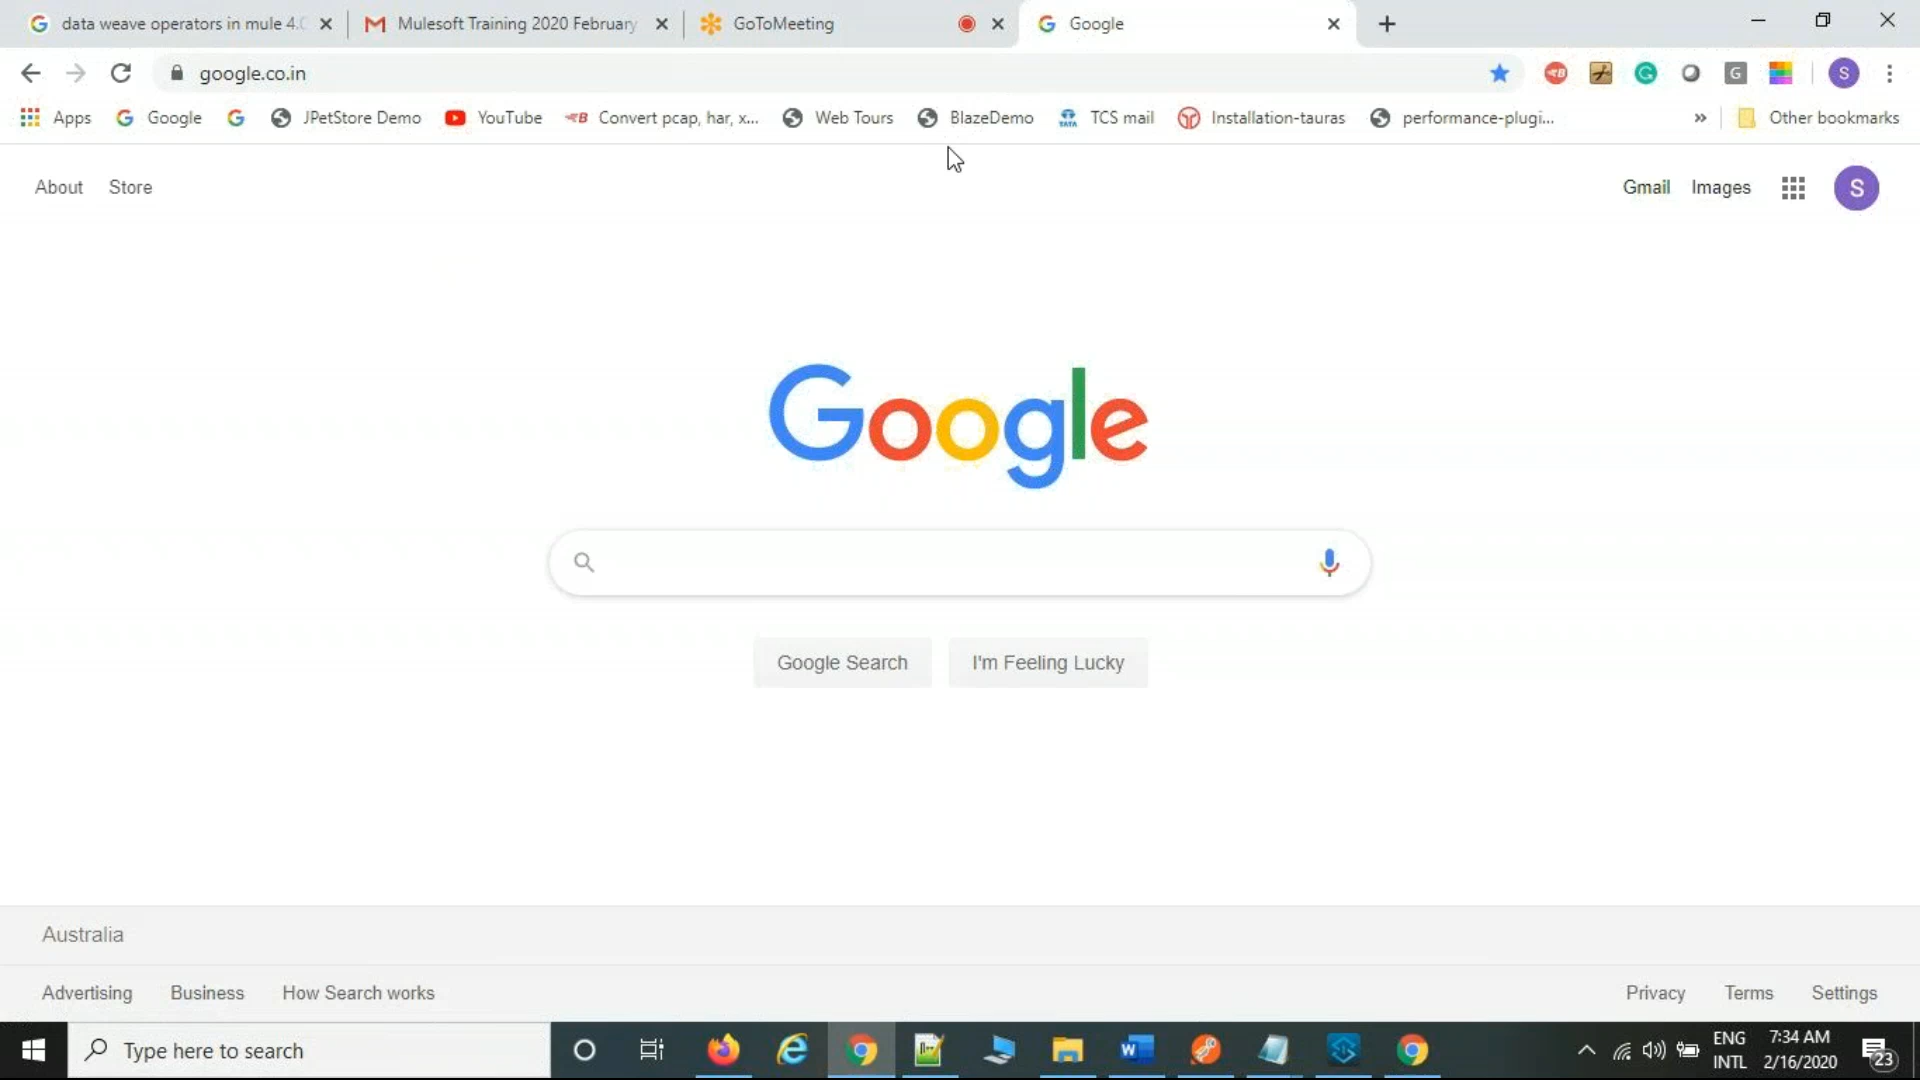 data weave operators in mule 4.0
Mulesoft Training 2020 February
GoToMeeting
Google
google.co.in
Apps
Google
JPetStore Demo
YouTube
Convert pcap, har, x...
Web Tours
BlazeDemo
TCS mail
Installation-tauras
performance-plugi...
»
Other bookmarks
About
Store
Gmail
Images
S
Google
Google Search
I'm Feeling Lucky
Australia
Advertising
Business
How Search works
Privacy
Terms
Settings
Type here to search
ENG
INTL
7:34 AM
2/16/2020
23